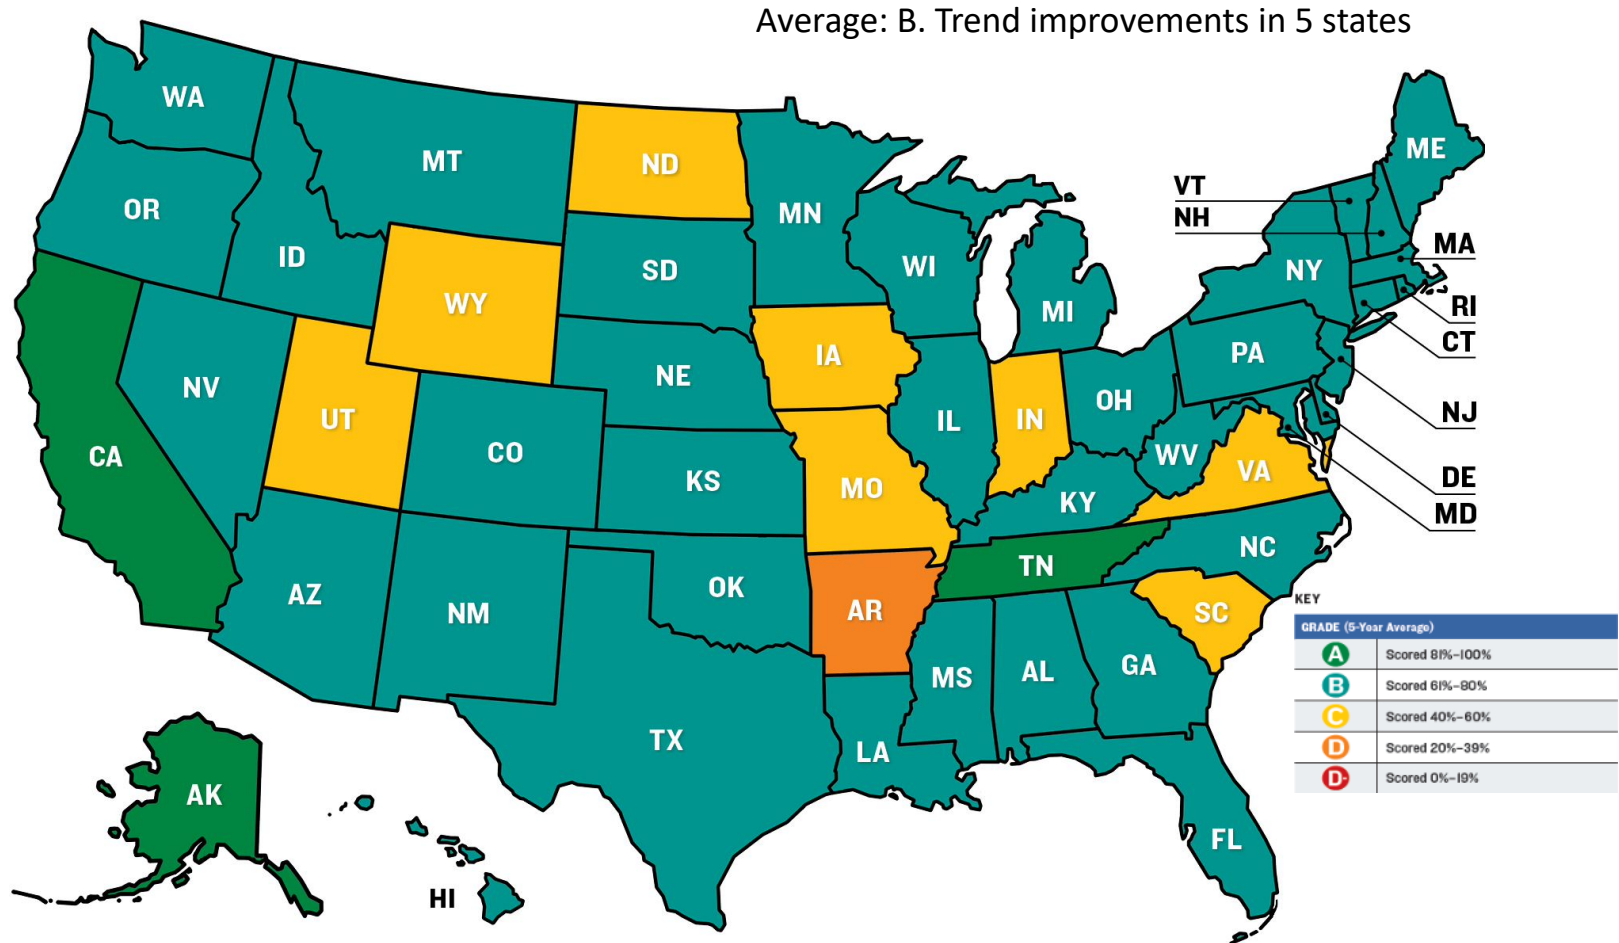 Average: B. Trend improvements in 5 states
WA
MT
ND
MN
ME
OR
ID
WY
SD
WI
MI
VT
NH
NY
MA
RI
CT
NV
UT
CO
NE
IA
IL
IN
OH
PA
NJ
CA
KS
MO
KY
WV
VA
DE
MD
AZ
NM
OK
AR
TN
NC
SC
TX
LA
MS
AL
GA
FL
AK
HI
KEY
GRADE (5-Year Average)
A Scored 81%–100%
B Scored 61%–80%
C Scored 40%–60%
D Scored 20%–39%
D- Scored 0%–19%